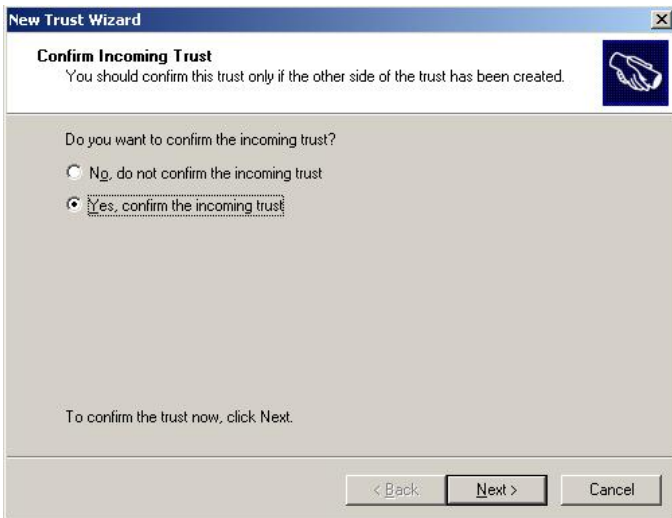 New Trust Wizard
Confirm Incoming Trust
You should confirm this trust only if the other side of the trust has been created.
Do you want to confirm the incoming trust?
No, do not confirm the incoming trust
Yes, confirm the incoming trust
To confirm the trust now, click Next.
< Back Next > Cancel